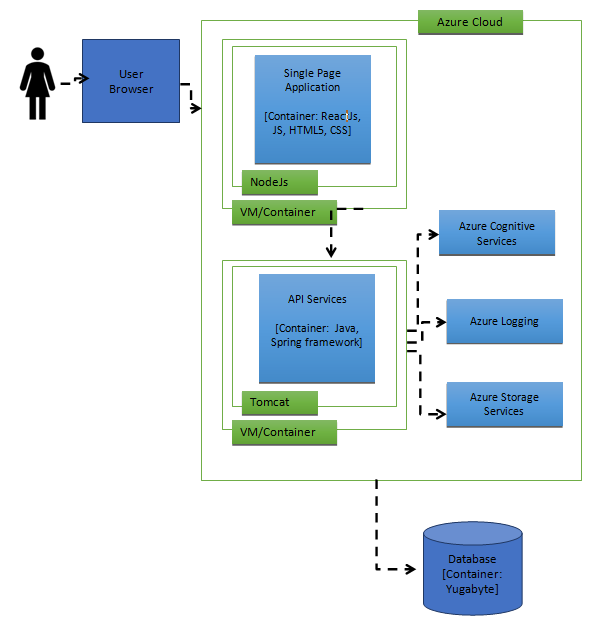 Azure Cloud
User
Browser
Single Page
Application
[Container: ReactJs,
JS, HTML5, CSS]
NodeJs
VM/Container
Azure Cognitive
Services
API Services
[Container:  Java,
Spring framework]
Azure Logging
Tomcat
Azure Storage
Services
VM/Container
Database
[Container:
Yugabyte]